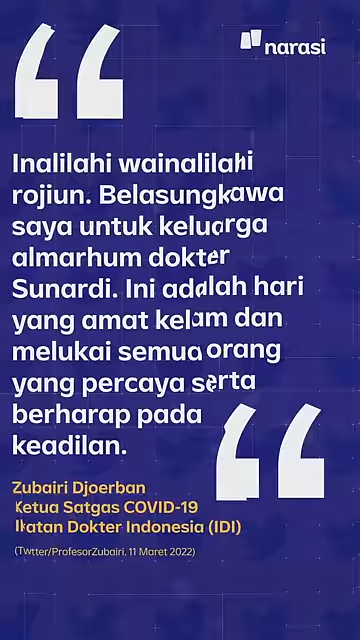 narasi
Inalilahi wainalilahi
rojiun. Belasungkawa
saya untuk keluarga
almarhum dokter
Sunardi. Ini adalah hari
yang amat kelam dan
melukai semua orang
yang percaya serta
berharap pada
keadilan.
Zubairi Djoerban
Ketua Satgas COVID-19
Ikatan Dokter Indonesia (IDI)
(Twtter/ProfesorZubairi, 11 Maret 2022)